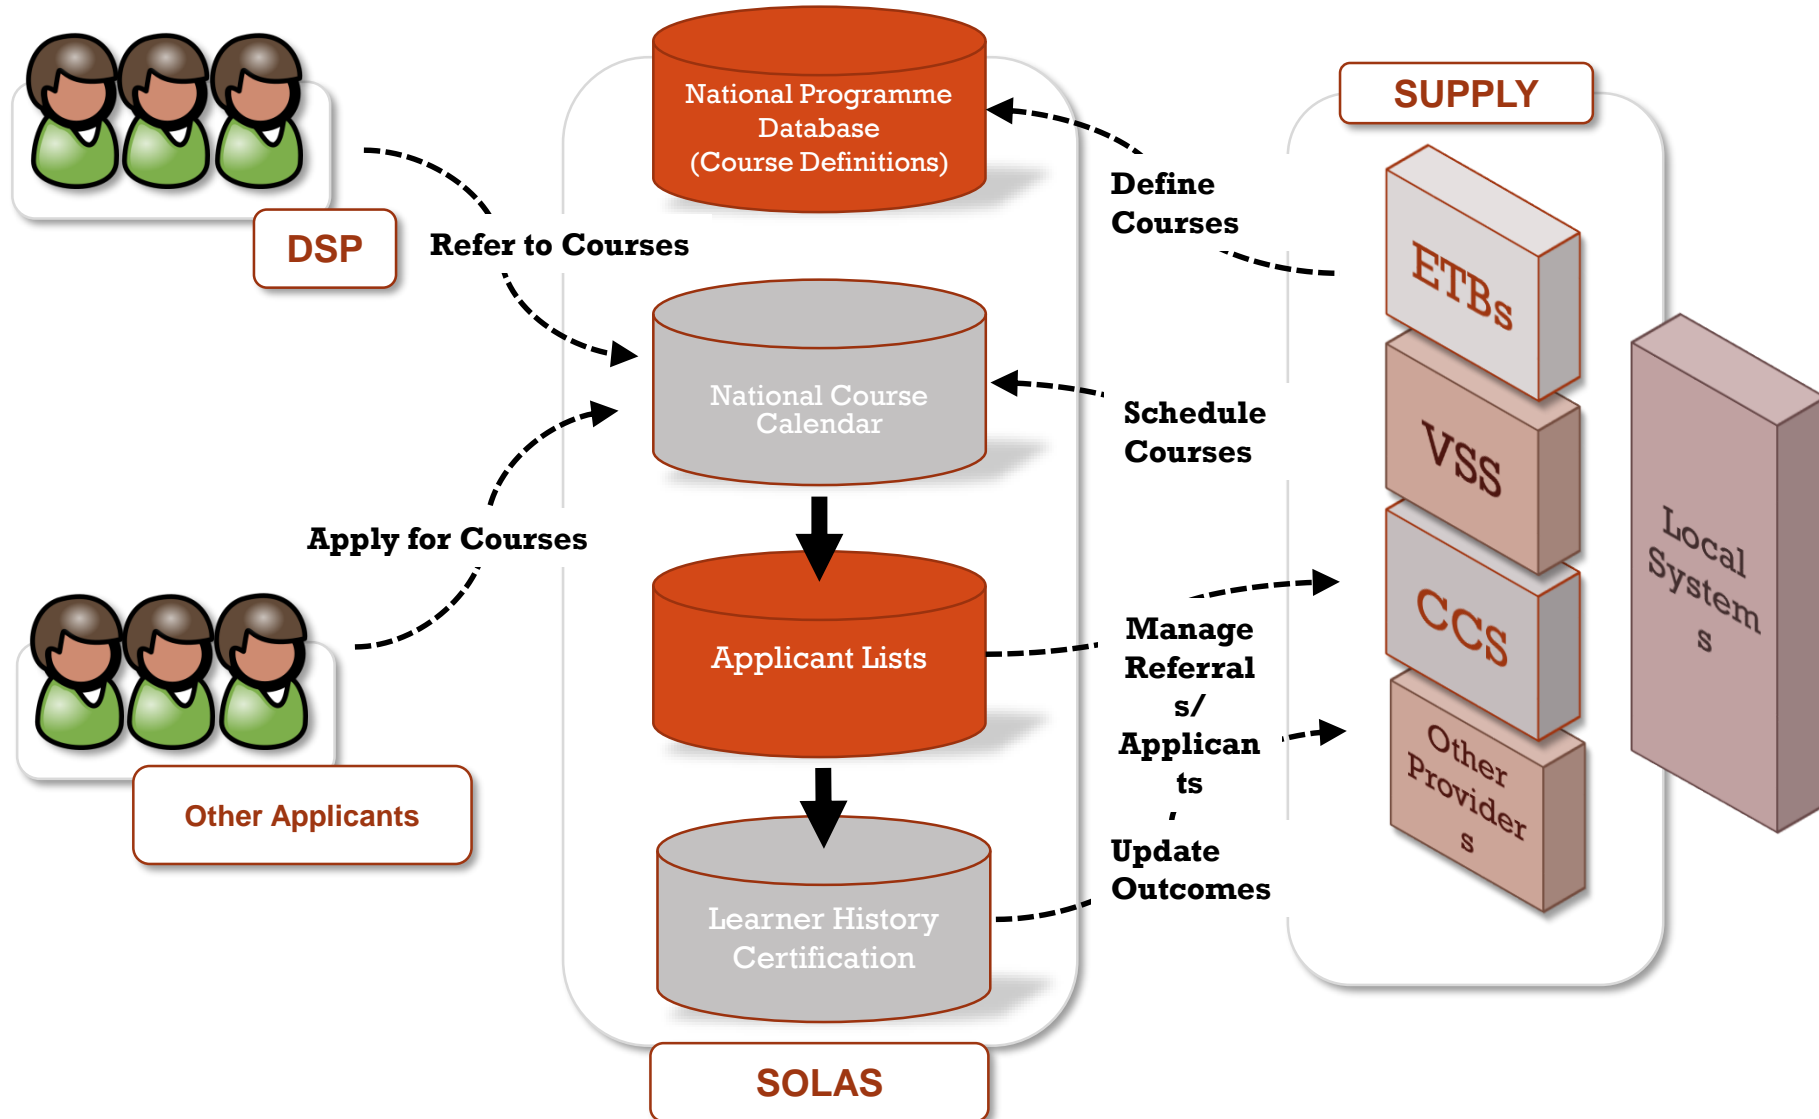 DSP
Refer to Courses
Apply for Courses
Other Applicants
National Programme
Database
(Course Definitions)
National Course
Calendar
Applicant Lists
Learner History
Certification
SOLAS
Define
Courses
Schedule
Courses
Manage
Referral
s/
Applican
ts
Update
Outcomes
SUPPLY
ETBs
VSS
CCS
Other
Provider
s
Local
System
s